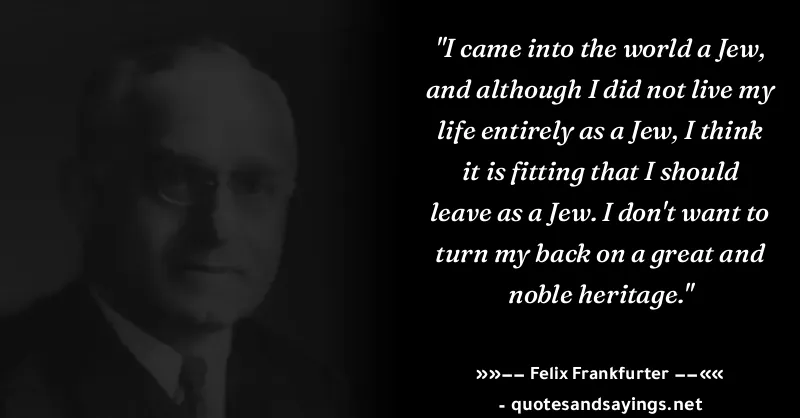 "I came into the world a Jew,
and although I did not live my
life entirely as a Jew, I think
it is fitting that I should
leave as a Jew. I don't want to
turn my back on a great and
noble heritage."
»»–– Felix Frankfurter ––««
- quotesandsayings.net